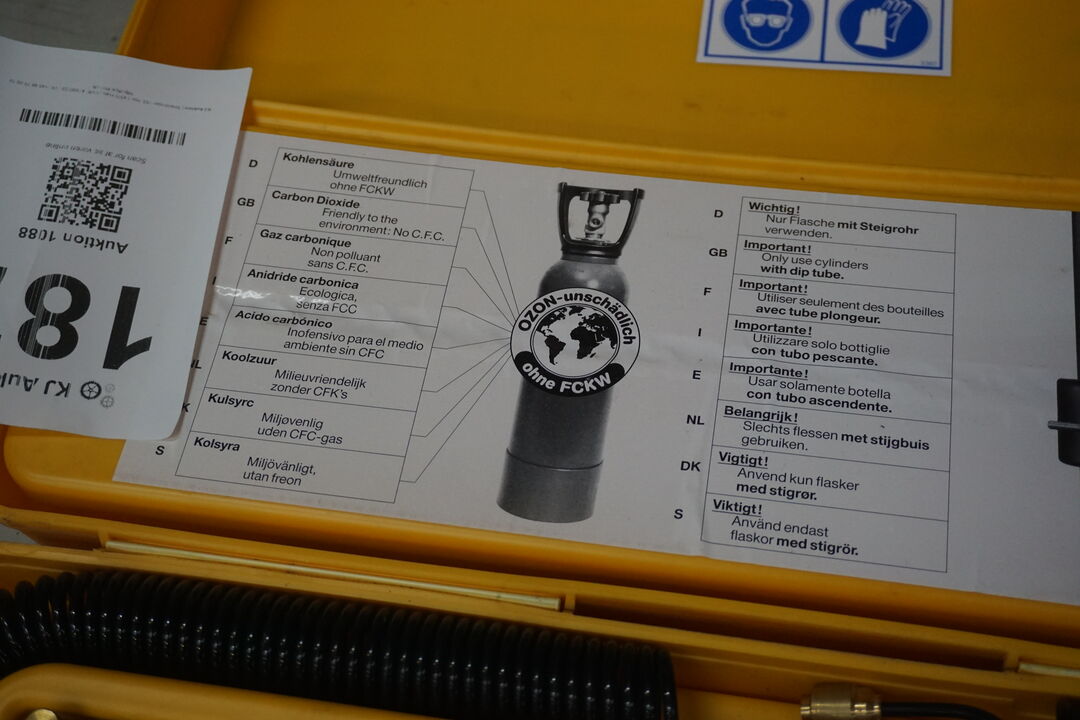 D
Kohlensäure
Umweltfreundlich
ohne FCKW
GB
Carbon Dioxide
Friendly to the
environment: No C.F.C.
F
Gaz carbonique
Non polluant
sans C.F.C.
Anidride carbonica
Ecologica,
senza FCC
E
Acido carbónico
Inofensivo para el medio
ambiente sin CFC
NL
Koolzuur
Milieuvriendelijk
zonder CFK's
K
Kulsyrc
Miljøvenlig
uden CFC-gas
S
Kolsyra
Miljövänligt,
utan freon
OZON-unschädlich
ohne FCKW
D
Wichtig!
Nur Flasche mit Steigrohr
verwenden.
GB
Important!
Only use cylinders
with dip tube.
F
Important!
Utiliser seulement des bouteilles
avec tube plongeur.
I
Importante!
Utilizzare solo bottiglie
con tubo pescante.
E
Importante!
Usar solamente botella
con tubo ascendente.
NL
Belangrijk!
Slechts flessen met stijgbuis
gebruiken.
DK
Vigtigt!
Anvend kun flasker
med stigrør.
S
Viktigt!
Använd endast
flaskor med stigrör.
KJ Auk
18
Auktion 1088